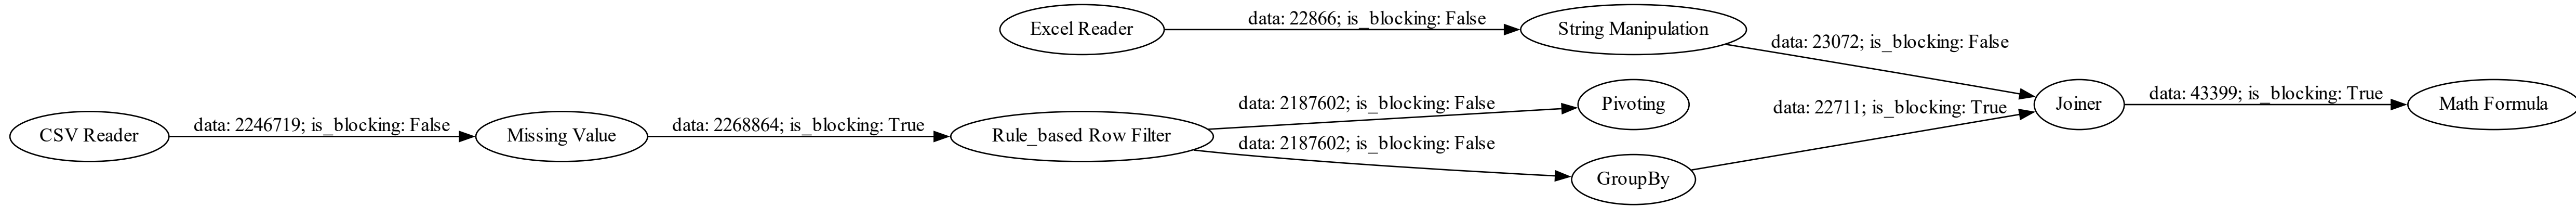 Excel Reader
data: 22866; is_blocking: False
String Manipulation
data: 23072; is_blocking: False
CSV Reader
data: 2246719; is_blocking: False
Missing Value
data: 2268864; is_blocking: True
Rule_based Row Filter
data: 2187602; is_blocking: False
Pivoting
data: 2187602; is_blocking: False
GroupBy
data: 22711; is_blocking: True
Joiner
data: 43399; is_blocking: True
Math Formula